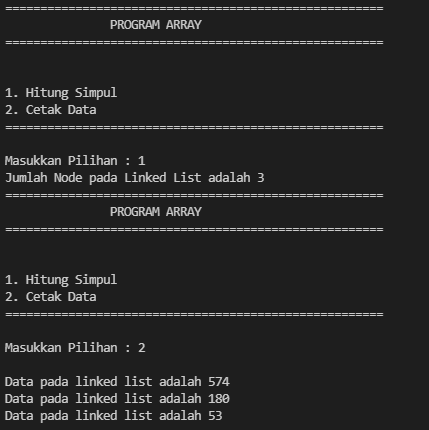 ======================================================
PROGRAM ARRAY
======================================================
1. Hitung Simpul
2. Cetak Data
======================================================
Masukkan Pilihan : 1
Jumlah Node pada Linked List adalah 3
======================================================
PROGRAM ARRAY
======================================================
1. Hitung Simpul
2. Cetak Data
======================================================
Masukkan Pilihan : 2
Data pada linked list adalah 574
Data pada linked list adalah 180
Data pada linked list adalah 53